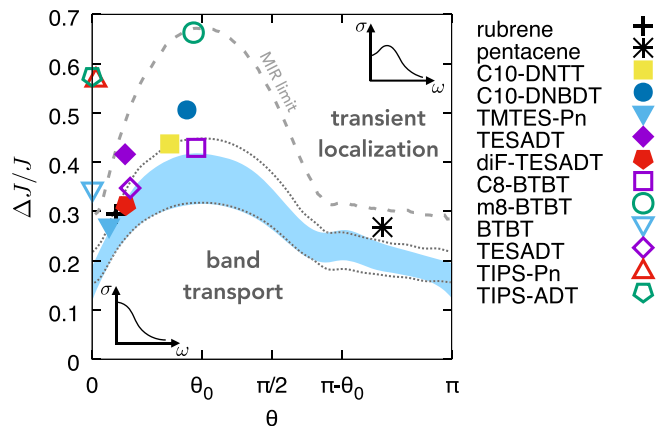 0.7
0.6
0.5
0.4
0.3
0.2
0.1
0
ΔJ/J
0
θ₀
π/2
π-θ₀
π
θ
MIR limit
σ
ω
transient
localization
band
transport
σ
ω
rubrene
pentacene
C10-DNTT
C10-DNBDT
TMTES-Pn
TESADT
diF-TESADT
C8-BTBT
m8-BTBT
BTBT
TESADT
TIPS-Pn
TIPS-ADT